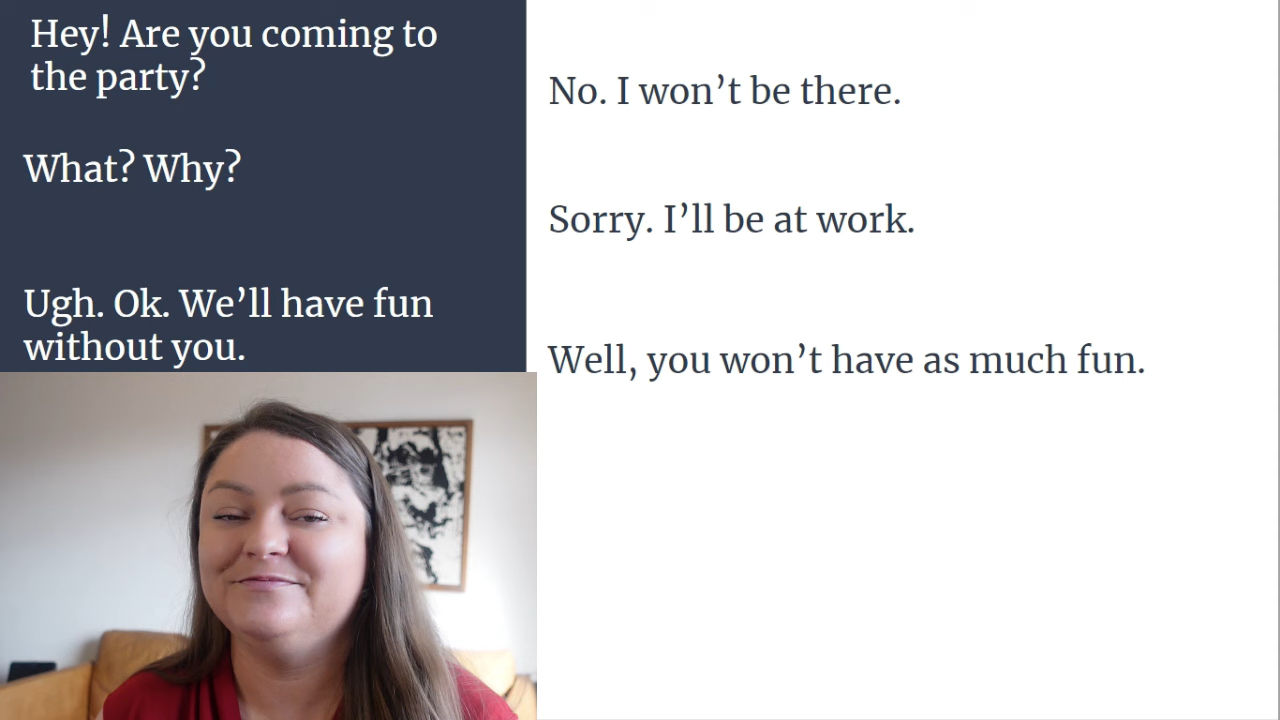 Hey! Are you coming to
the party?
No. I won’t be there.
What? Why?
Sorry. I’ll be at work.
Ugh. Ok. We’ll have fun
without you.
Well, you won’t have as much fun.